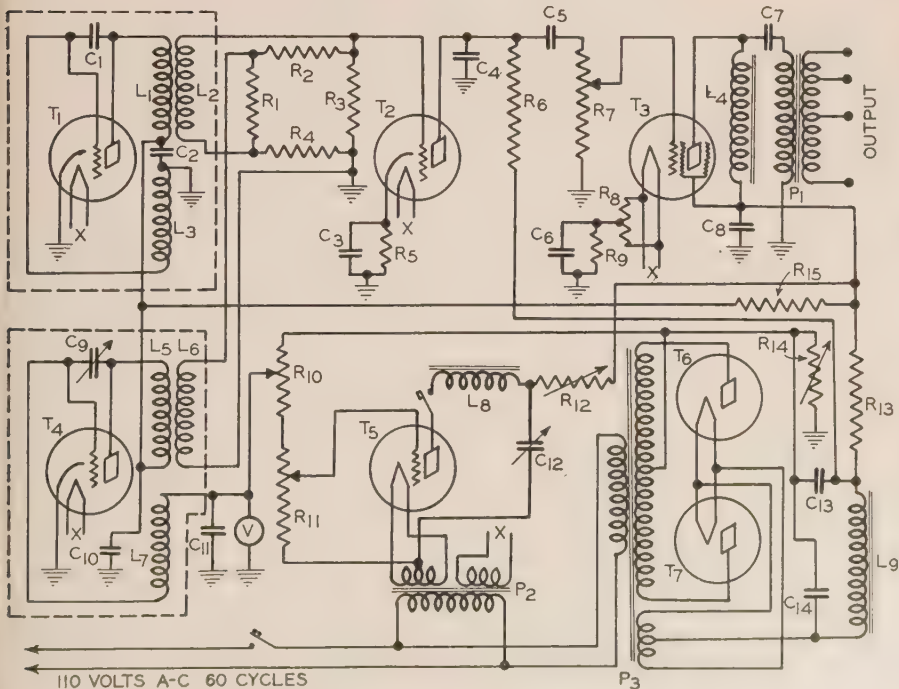 C1
L1
L2
R2
R1
R3
R4
T1
C2
L3
X
T2
C4
C3
R5
X
C5
R6
R7
T3
R8
C6
R9
X
L4
C7
P1
C8
OUTPUT
R15
C9
L5
L6
T4
X
C10
L7
C11
V
R10
R11
T5
L8
R12
C12
X
P2
T6
T7
R14
R13
C13
C14
L9
P3
110 VOLTS A-C 60 CYCLES